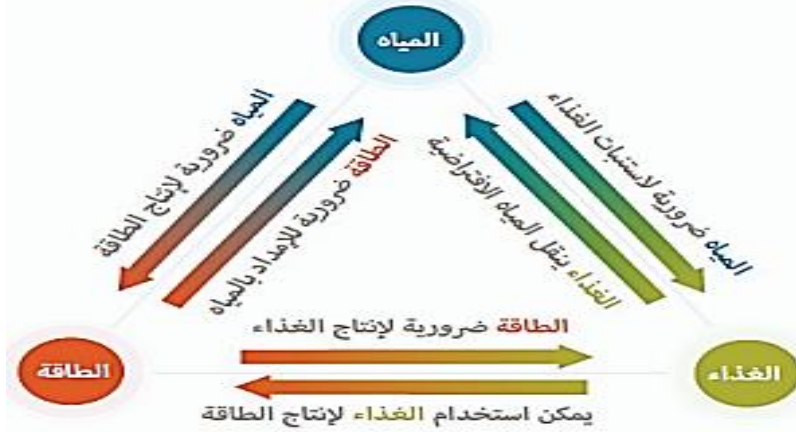 المياه
المياه ضرورية لإنتاج الطاقة
الطاقة ضرورية للإمداد بالمياه
المياه ضرورية لاستنبات الغذاء
الغذاء ينقل المياه الافتراضية
الطاقة ضرورية لإنتاج الغذاء
الطاقة
الغذاء
يمكن استخدام الغذاء لإنتاج الطاقة